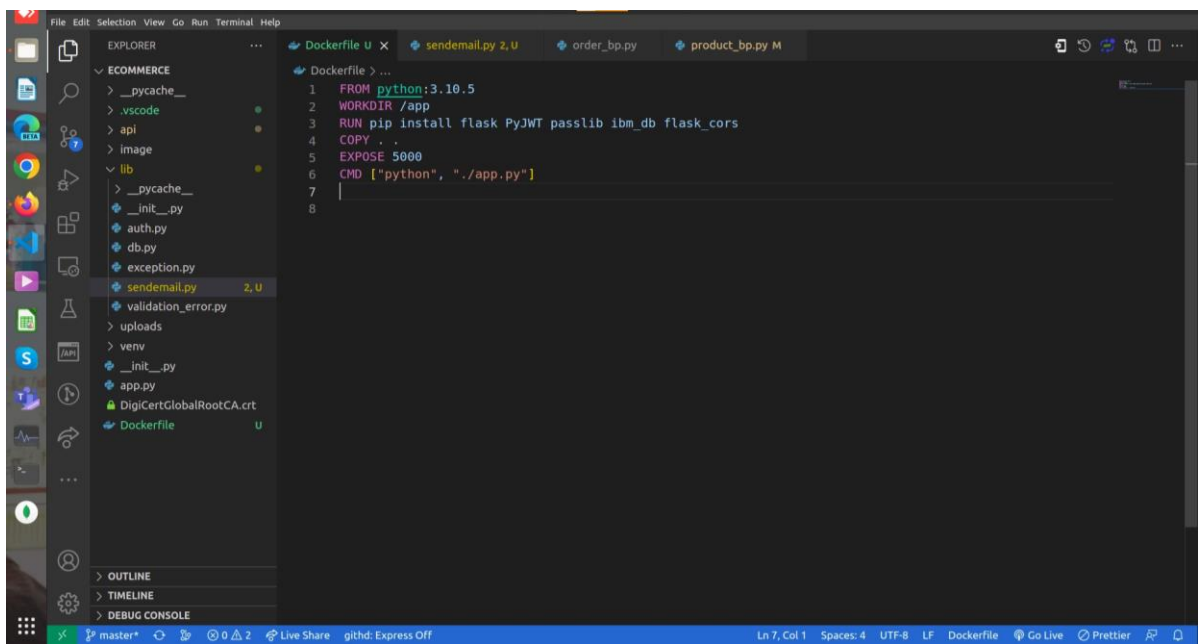 File Edit Selection View Go Run Terminal Help
EXPLORER
ECOMMERCE
__pycache__
.vscode
api
image
lib
__pycache__
__init__.py
auth.py
db.py
exception.py
sendemail.py 2, U
validation_error.py
uploads
venv
__init__.py
app.py
DigiCertGlobalRootCA.crt
Dockerfile U
OUTLINE
TIMELINE
DEBUG CONSOLE
Dockerfile U sendemail.py 2, U order_bp.py product_bp.py M
Dockerfile > ...
1 FROM python:3.10.5
2 WORKDIR /app
3 RUN pip install flask PyJWT passlib ibm_db flask_cors
4 COPY . .
5 EXPOSE 5000
6 CMD ["python", "./app.py"]
7
8
BETA
7
/API
S
master* 0 2 Live Share githd: Express Off Ln 7, Col 1 Spaces: 4 UTF-8 LF Dockerfile Go Live Prettier